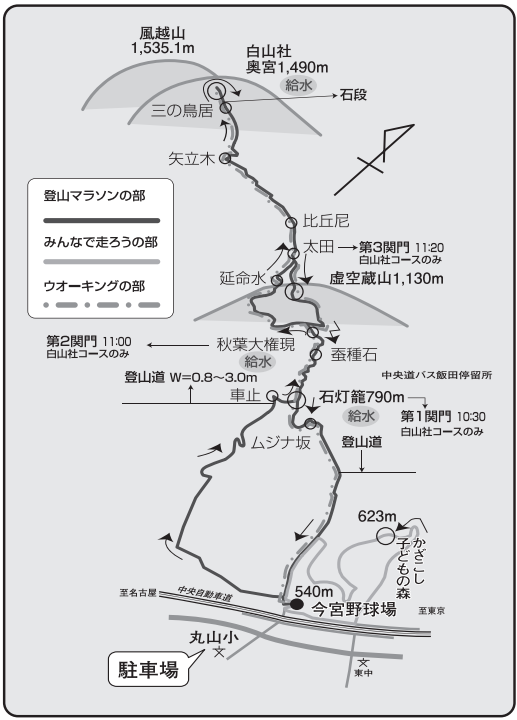 風越山
1,535.1m
白山社
奥宮1,490m
給水
石段
三の鳥居
矢立木
登山マラソンの部
みんなで走ろうの部
ウオーキングの部
比丘尼
太田
第3関門 11:20
白山社コースのみ
延命水
虚空蔵山1,130m
第2関門 11:00
白山社コースのみ
秋葉大権現
給水
蚕種石
中央道バス飯田停留所
登山道 W=0.8〜3.0m
車止
石灯籠790m
給水
第1関門 10:30
白山社コースのみ
ムジナ坂
登山道
623m
かざこし
子どもの森
540m
今宮野球場
至名古屋
中央自動車道
至東京
丸山小
文
駐車場
文
東中